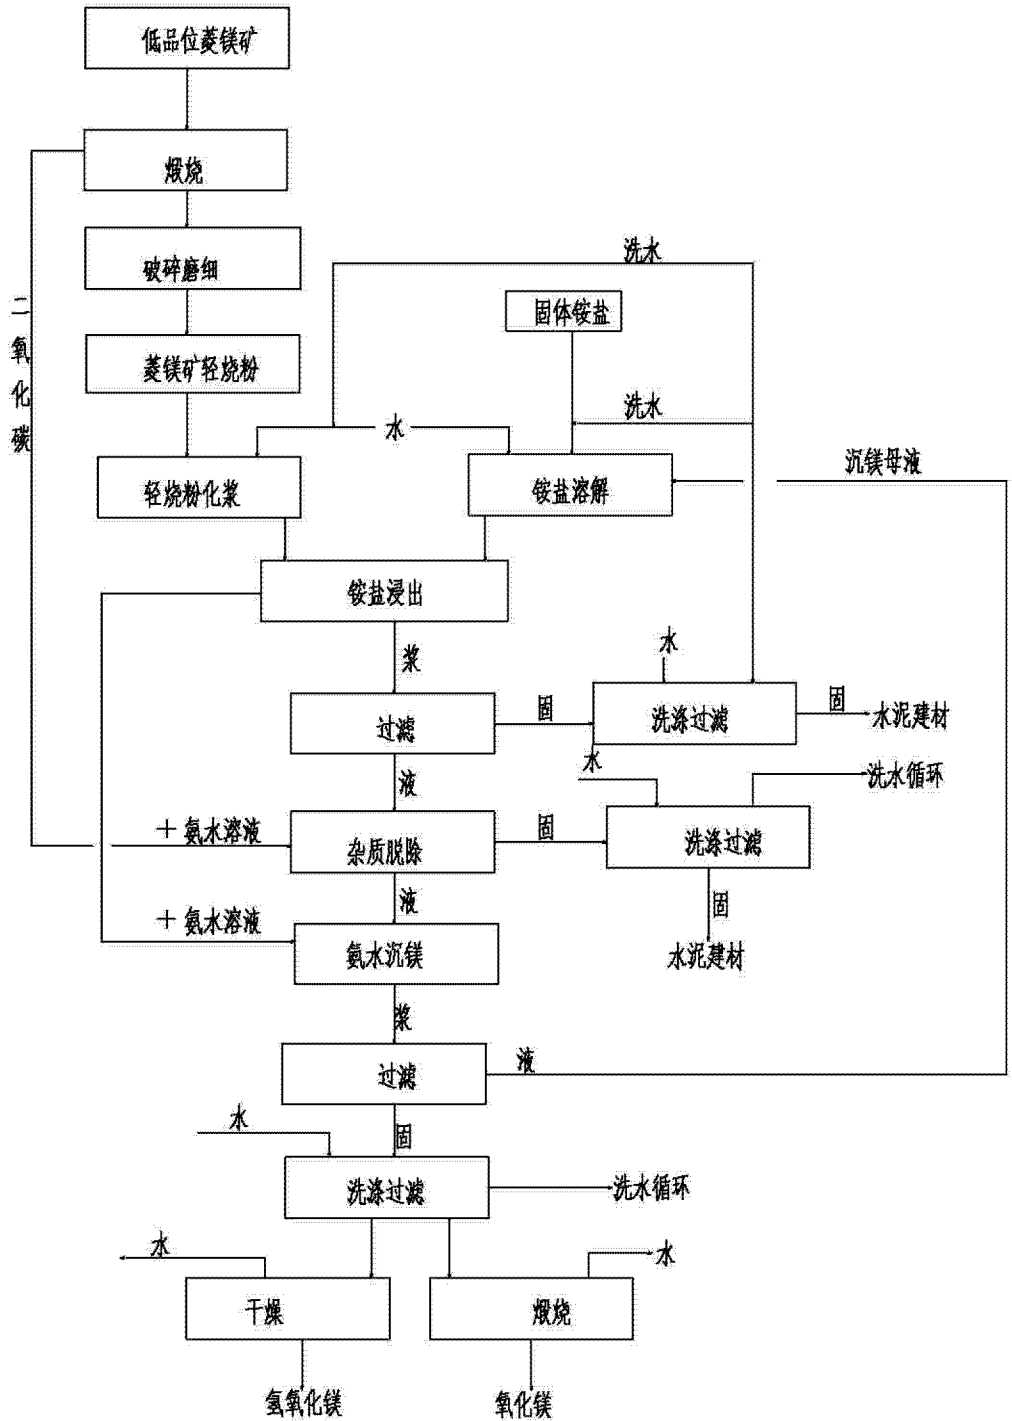 低品位菱镁矿
煅烧
破碎磨细
洗水
二氧化碳
固体铵盐
菱镁矿轻烧粉
洗水
水
沉镁母液
轻烧粉化浆
铵盐溶解
铵盐浸出
水
浆
固
固
过滤
洗涤过滤
水泥建材
水
洗水循环
液
十氨水溶液
固
杂质脱除
洗涤过滤
液
固
十氨水溶液
氨水沉镁
水泥建材
浆
液
过滤
水
固
洗涤过滤
洗水循环
水
水
干燥
煅烧
氢氧化镁
氧化镁